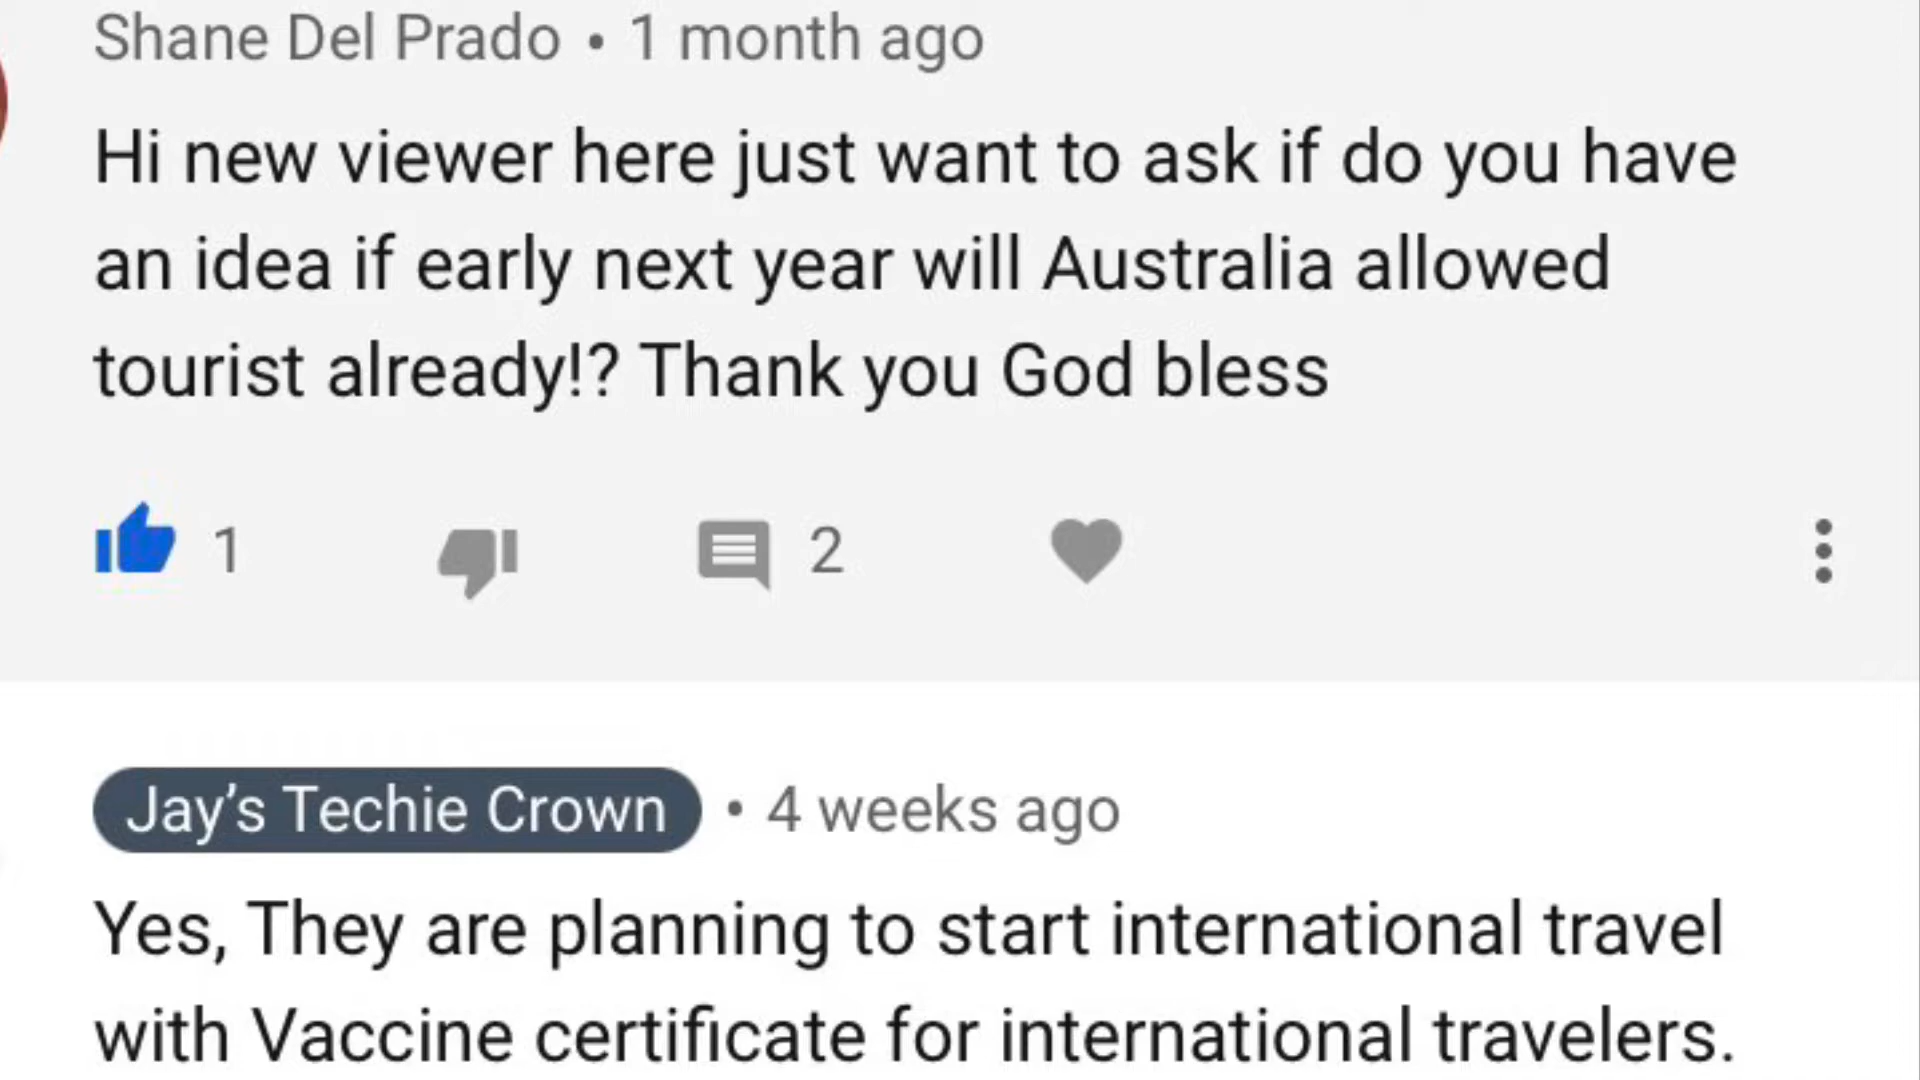 Shane Del Prado • 1 month ago
Hi new viewer here just want to ask if do you have
an idea if early next year will Australia allowed
tourist already!? Thank you God bless
1 2
Jay's Techie Crown • 4 weeks ago
Yes, They are planning to start international travel
with Vaccine certificate for international travelers.